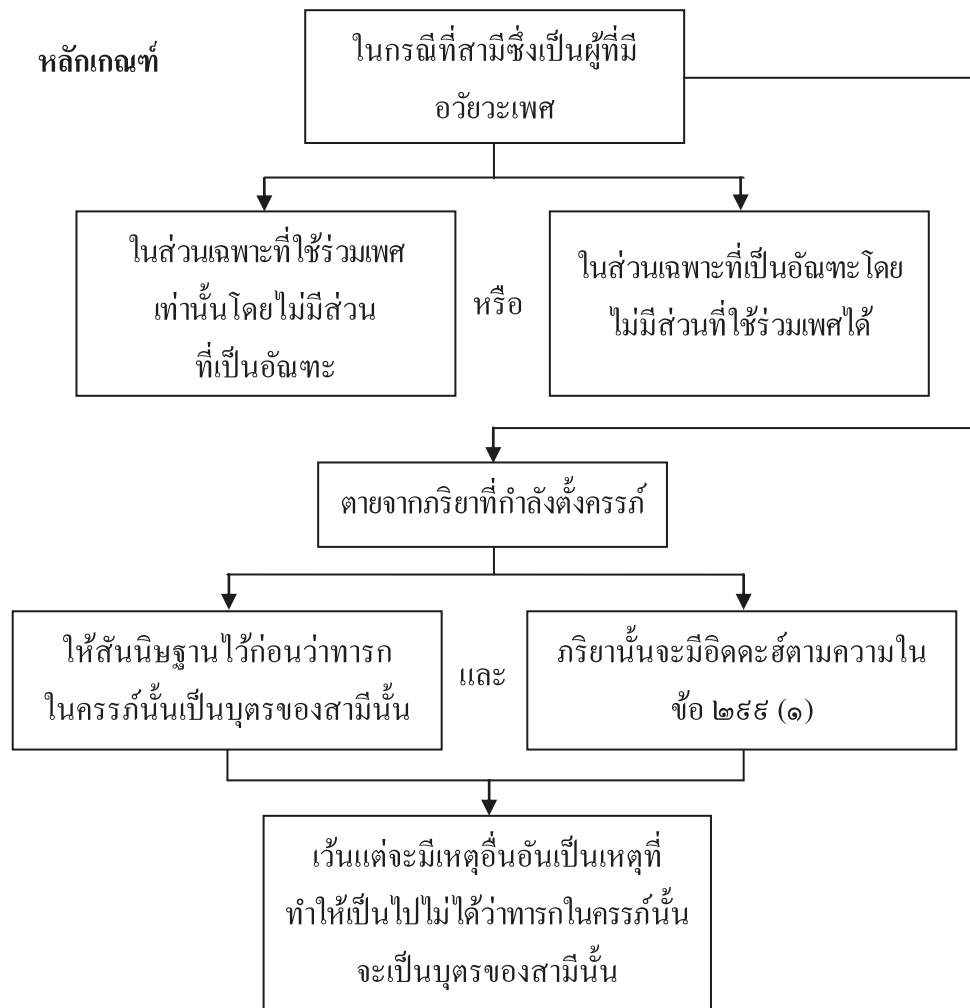 หลักเกณฑ์
ในกรณีที่สามีซึ่งเป็นผู้ที่มี
อวัยวะเพศ
ในส่วนเฉพาะที่ใช้ร่วมเพศ
เท่านั้นโดยไม่มีส่วน
ที่เป็นอัณฑะ
หรือ
ในส่วนเฉพาะที่เป็นอัณฑะโดย
ไม่มีส่วนที่ใช้ร่วมเพศได้
ตายจากภริยาที่กำลังตั้งครรภ์
ให้สันนิษฐานไว้ก่อนว่าทารก
ในครรภ์นั้นเป็นบุตรของสามีนั้น
และ
ภริยานั้นจะมีอิดดะฮ์ตามความใน
ข้อ ๒๙๙ (๑)
เว้นแต่จะมีเหตุอื่นอันเป็นเหตุที่
ทำให้เป็นไปไม่ได้ว่าทารกในครรภ์นั้น
จะเป็นบุตรของสามีนั้น